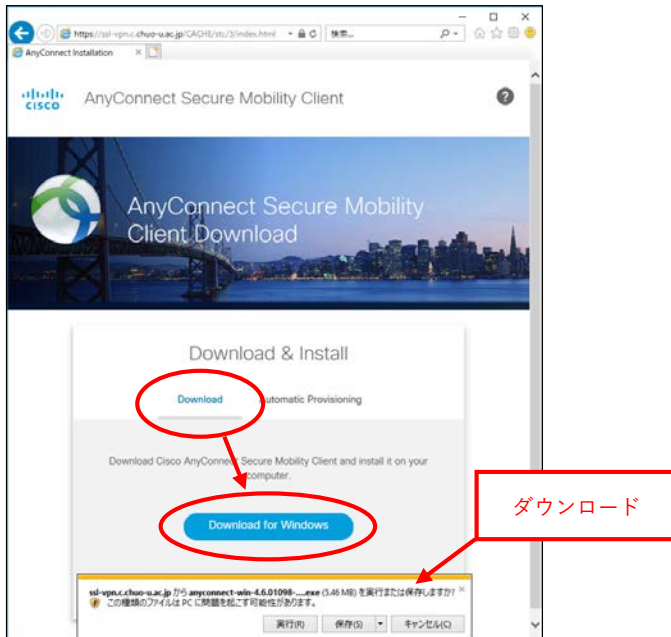 https://ssl-vpn.c.chuo-u.ac.jp/CACHE/stc/3/index.html
検索...
AnyConnect Installation
CISCO
AnyConnect Secure Mobility Client
?
AnyConnect Secure Mobility
Client Download
Download & Install
Download
Automatic Provisioning
Download Cisco AnyConnect Secure Mobility Client and install it on your
computer.
Download for Windows
ダウンロード
ssl-vpn.c.chuo-u.ac.jp から anyconnect-win-4.6.01098-....exe (5.46 MB) を実行または保存しますか?
この種類のファイルは PC に問題を起こす可能性があります。
実行(R)
保存(S)
キャンセル(C)